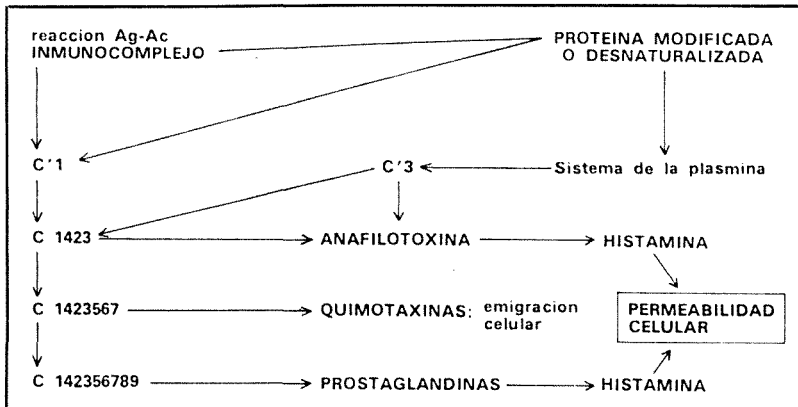 reaccion Ag-Ac
INMUNOCOMPLEJO
PROTEINA MODIFICADA
O DESNATURALIZADA
C'1
C'3
Sistema de la plasmina
C 1423
ANAFILOTOXINA
HISTAMINA
C 1423567
QUIMOTAXINAS: emigracion
celular
PERMEABILIDAD
CELULAR
C 142356789
PROSTAGLANDINAS
HISTAMINA